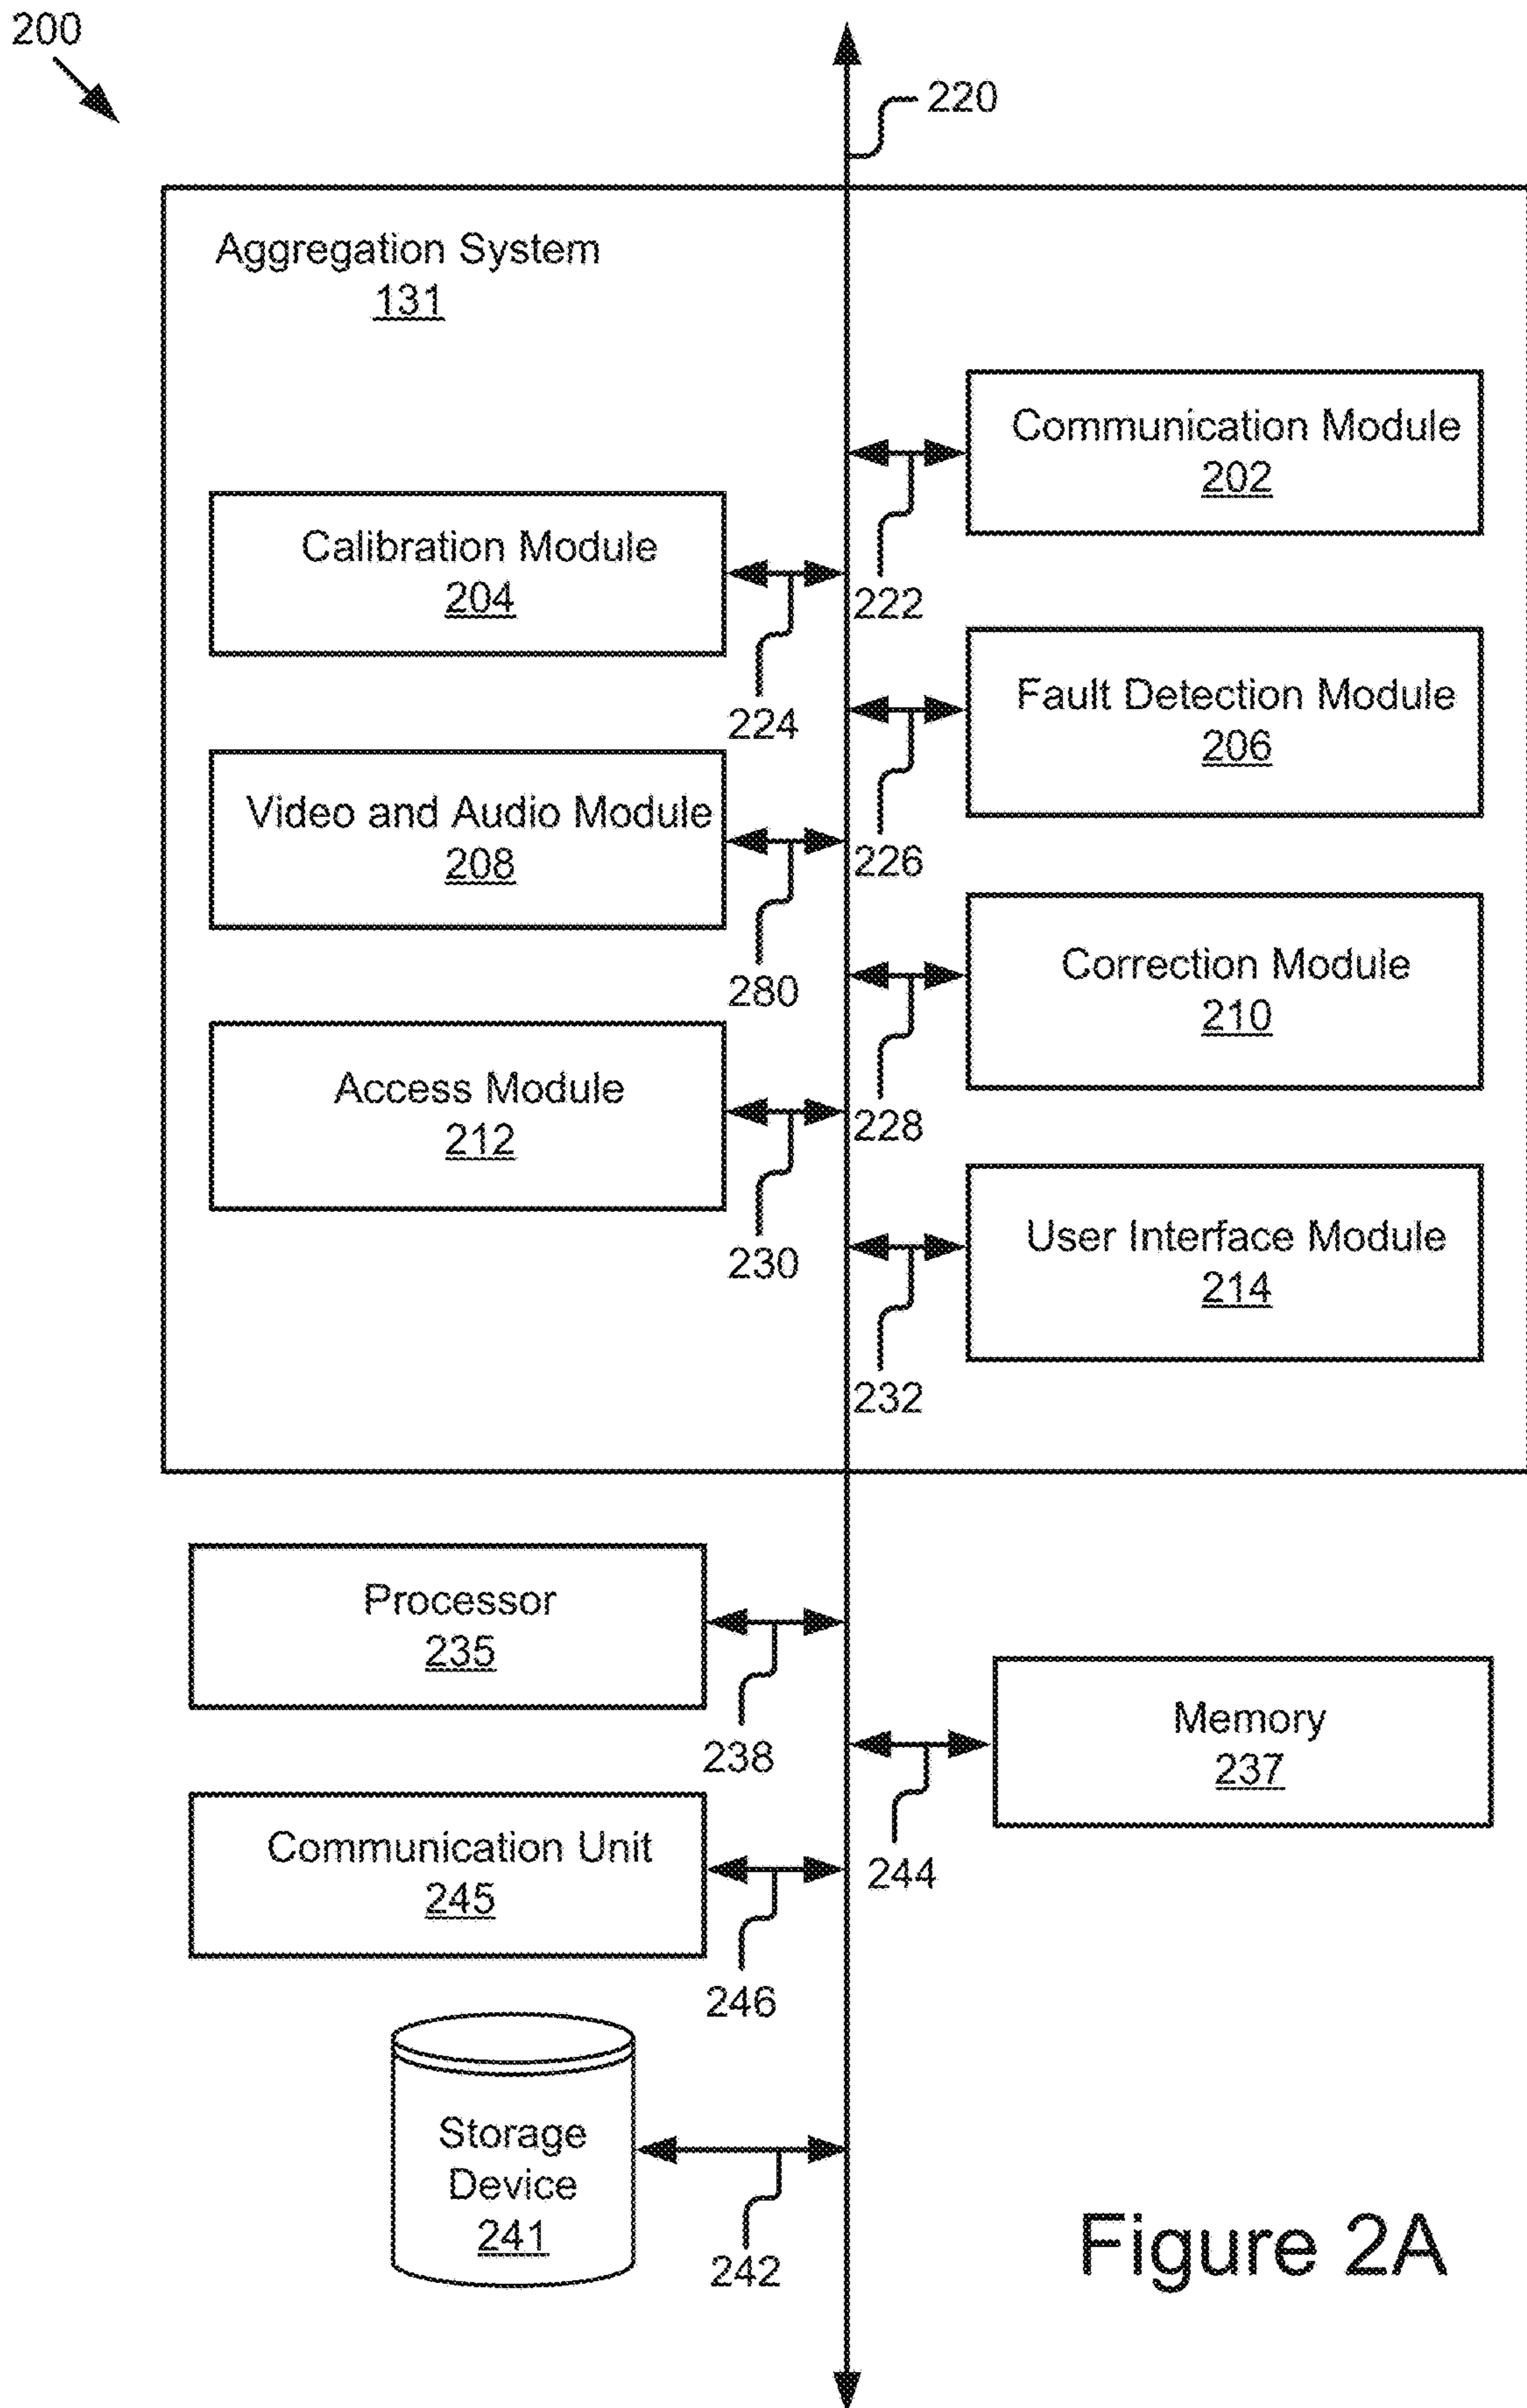 200
220
Aggregation System
131
Communication Module
202
222
Calibration Module
204
224
Fault Detection Module
206
226
Video and Audio Module
208
280
Correction Module
210
228
Access Module
212
230
User Interface Module
214
232
Processor
235
238
Memory
237
244
Communication Unit
245
246
Storage
Device
241
242
Figure 2A